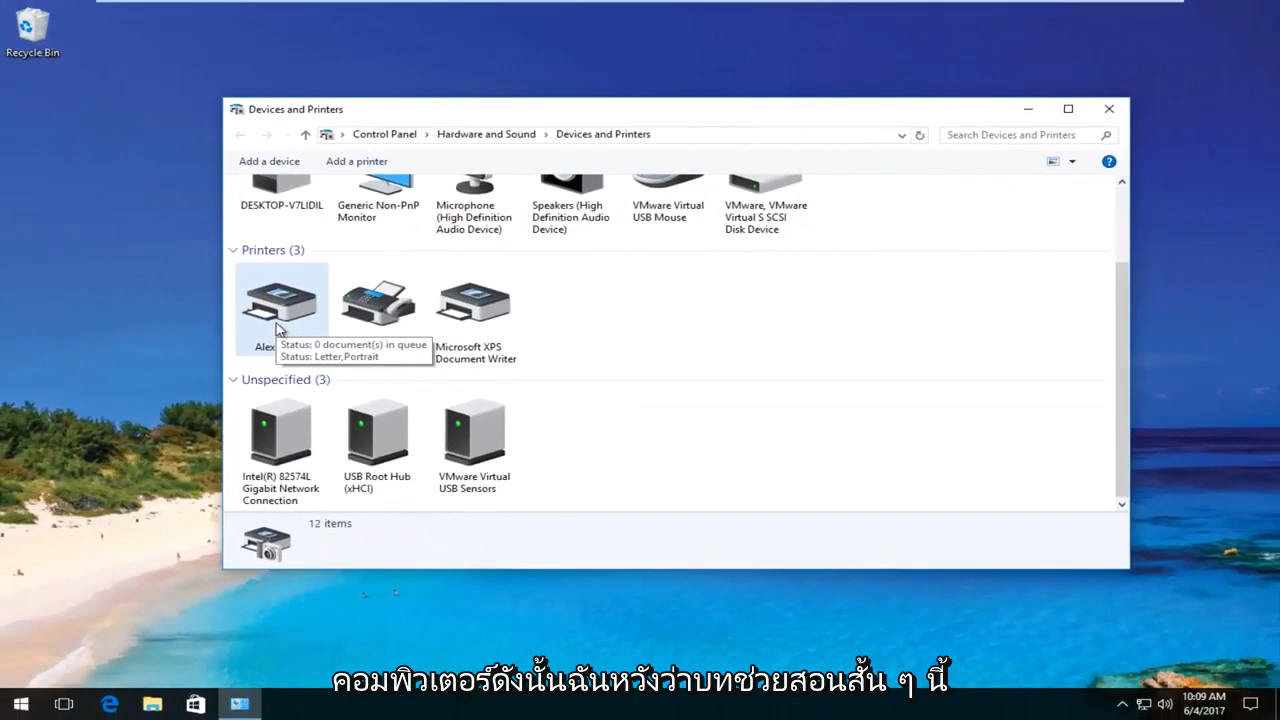 Recycle Bin
Devices and Printers
Control Panel > Hardware and Sound > Devices and Printers
Search Devices and Printers
Add a device Add a printer
DESKTOP-V7LIDIL
Generic Non-PnP
Monitor
Microphone
(High Definition
Audio Device)
Speakers (High
Definition Audio
Device)
VMware Virtual
USB Mouse
VMware, VMware
Virtual S SCSI
Disk Device
Printers (3)
Alex
Status: 0 document(s) in queue
Status: Letter,Portrait
Microsoft XPS
Document Writer
Unspecified (3)
Intel(R) 82574L
Gigabit Network
Connection
USB Root Hub
(xHCI)
VMware Virtual
USB Sensors
12 items
คอมพิวเตอร์ดังนั้นฉันหวังว่าบทช่วยสอนสั้น ๆ นี้
10:09 AM
6/4/2017